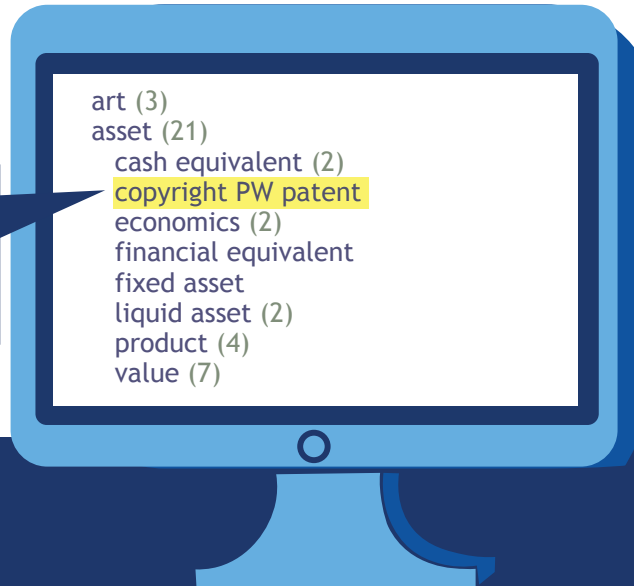 art (3)
asset (21)
cash equivalent (2)
copyright PW patent
economics (2)
financial equivalent
fixed asset
liquid asset (2)
product (4)
value (7)